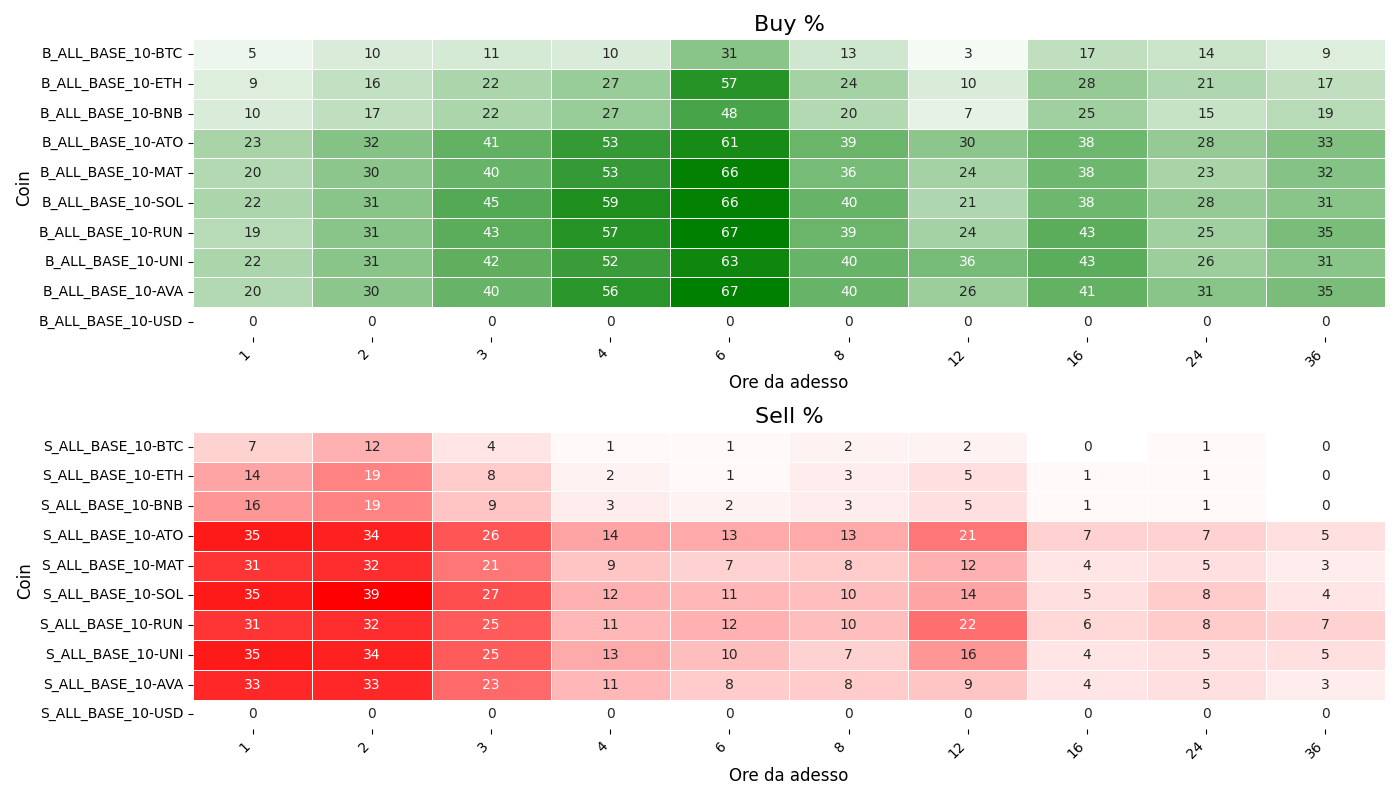 Buy %
Coin
B_ALL_BASE_10-BTC 5 10 11 10 31 13 3 17 14 9
B_ALL_BASE_10-ETH 9 16 22 27 57 24 10 28 21 17
B_ALL_BASE_10-BNB 10 17 22 27 48 20 7 25 15 19
B_ALL_BASE_10-ATO 23 32 41 53 61 39 30 38 28 33
B_ALL_BASE_10-MAT 20 30 40 53 66 36 24 38 23 32
B_ALL_BASE_10-SOL 22 31 45 59 66 40 21 38 28 31
B_ALL_BASE_10-RUN 19 31 43 57 67 39 24 43 25 35
B_ALL_BASE_10-UNI 22 31 42 52 63 40 36 43 26 31
B_ALL_BASE_10-AVA 20 30 40 56 67 40 26 41 31 35
B_ALL_BASE_10-USD 0 0 0 0 0 0 0 0 0 0
1 2 3 4 6 8 12 16 24 36
Ore da adesso
Sell %
Coin
S_ALL_BASE_10-BTC 7 12 4 1 1 2 2 0 1 0
S_ALL_BASE_10-ETH 14 19 8 2 1 3 5 1 1 0
S_ALL_BASE_10-BNB 16 19 9 3 2 3 5 1 1 0
S_ALL_BASE_10-ATO 35 34 26 14 13 13 21 7 7 5
S_ALL_BASE_10-MAT 31 32 21 9 7 8 12 4 5 3
S_ALL_BASE_10-SOL 35 39 27 12 11 10 14 5 8 4
S_ALL_BASE_10-RUN 31 32 25 11 12 10 22 6 8 7
S_ALL_BASE_10-UNI 35 34 25 13 10 7 16 4 5 5
S_ALL_BASE_10-AVA 33 33 23 11 8 8 9 4 5 3
S_ALL_BASE_10-USD 0 0 0 0 0 0 0 0 0 0
1 2 3 4 6 8 12 16 24 36
Ore da adesso